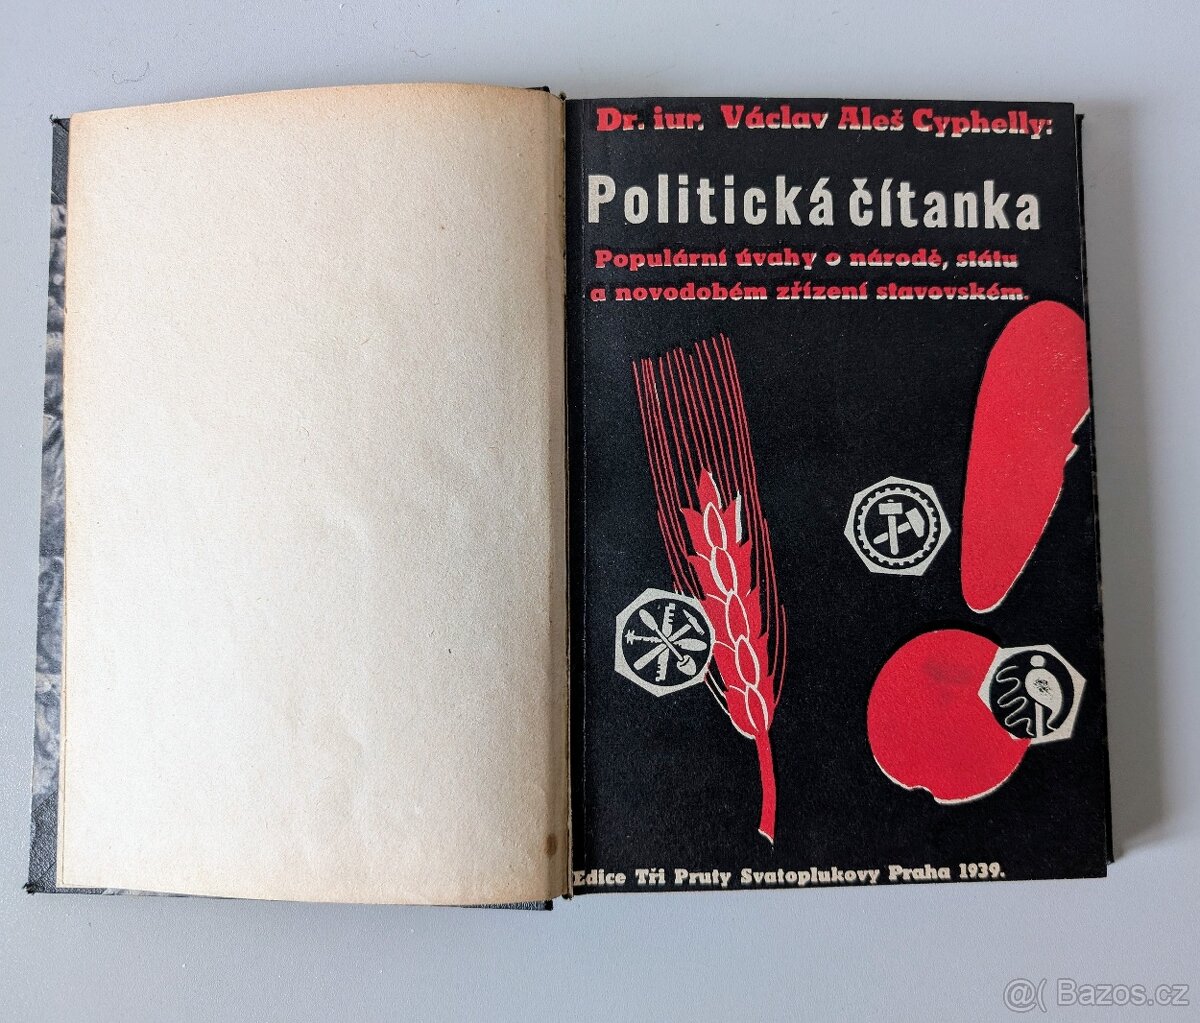 Dr. iur. Václav Aleš Cyphelly:
Politická čítanka
Populární úvahy o národě, státu
a novodobém zřízení stavovském.
Edice Tři Pruty Svatoplukovy Praha 1939.
@( Bazos.cz